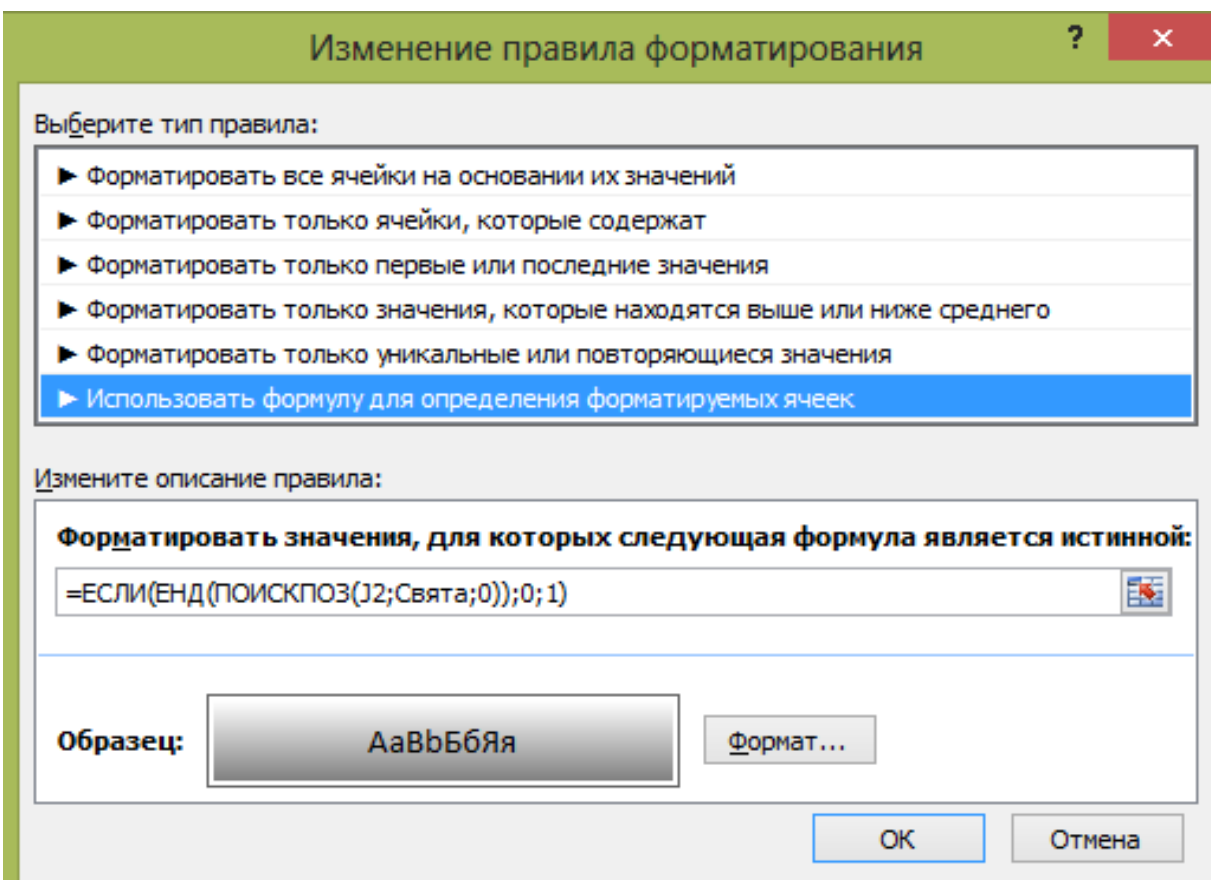 Изменение правила форматирования
? ×
Выберите тип правила:
► Форматировать все ячейки на основании их значений
► Форматировать только ячейки, которые содержат
► Форматировать только первые или последние значения
► Форматировать только значения, которые находятся выше или ниже среднего
► Форматировать только уникальные или повторяющиеся значения
► Использовать формулу для определения форматируемых ячеек
Измените описание правила:
Форматировать значения, для которых следующая формула является истинной:
=ЕСЛИ(ЕНД(ПОИСКПОЗ(J2;Свята;0));0;1)
Образец:
АаВbБбЯя
Формат...
ОК
Отмена